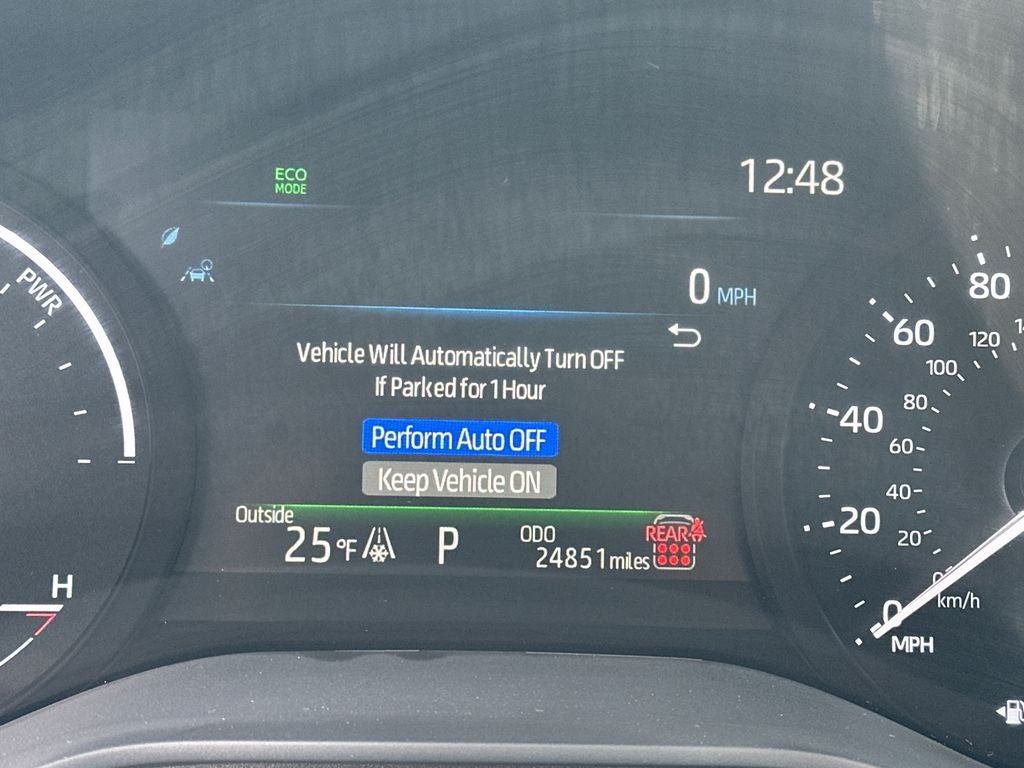 ECO
MODE
12:48
PWR
0 MPH
Vehicle Will Automatically Turn OFF
If Parked for 1 Hour
Perform Auto OFF
Keep Vehicle ON
Outside
25 °F
P
ODO
24851 miles
REAR
H
80
60
40
20
0
MPH
120
100
80
60
40
20
km/h